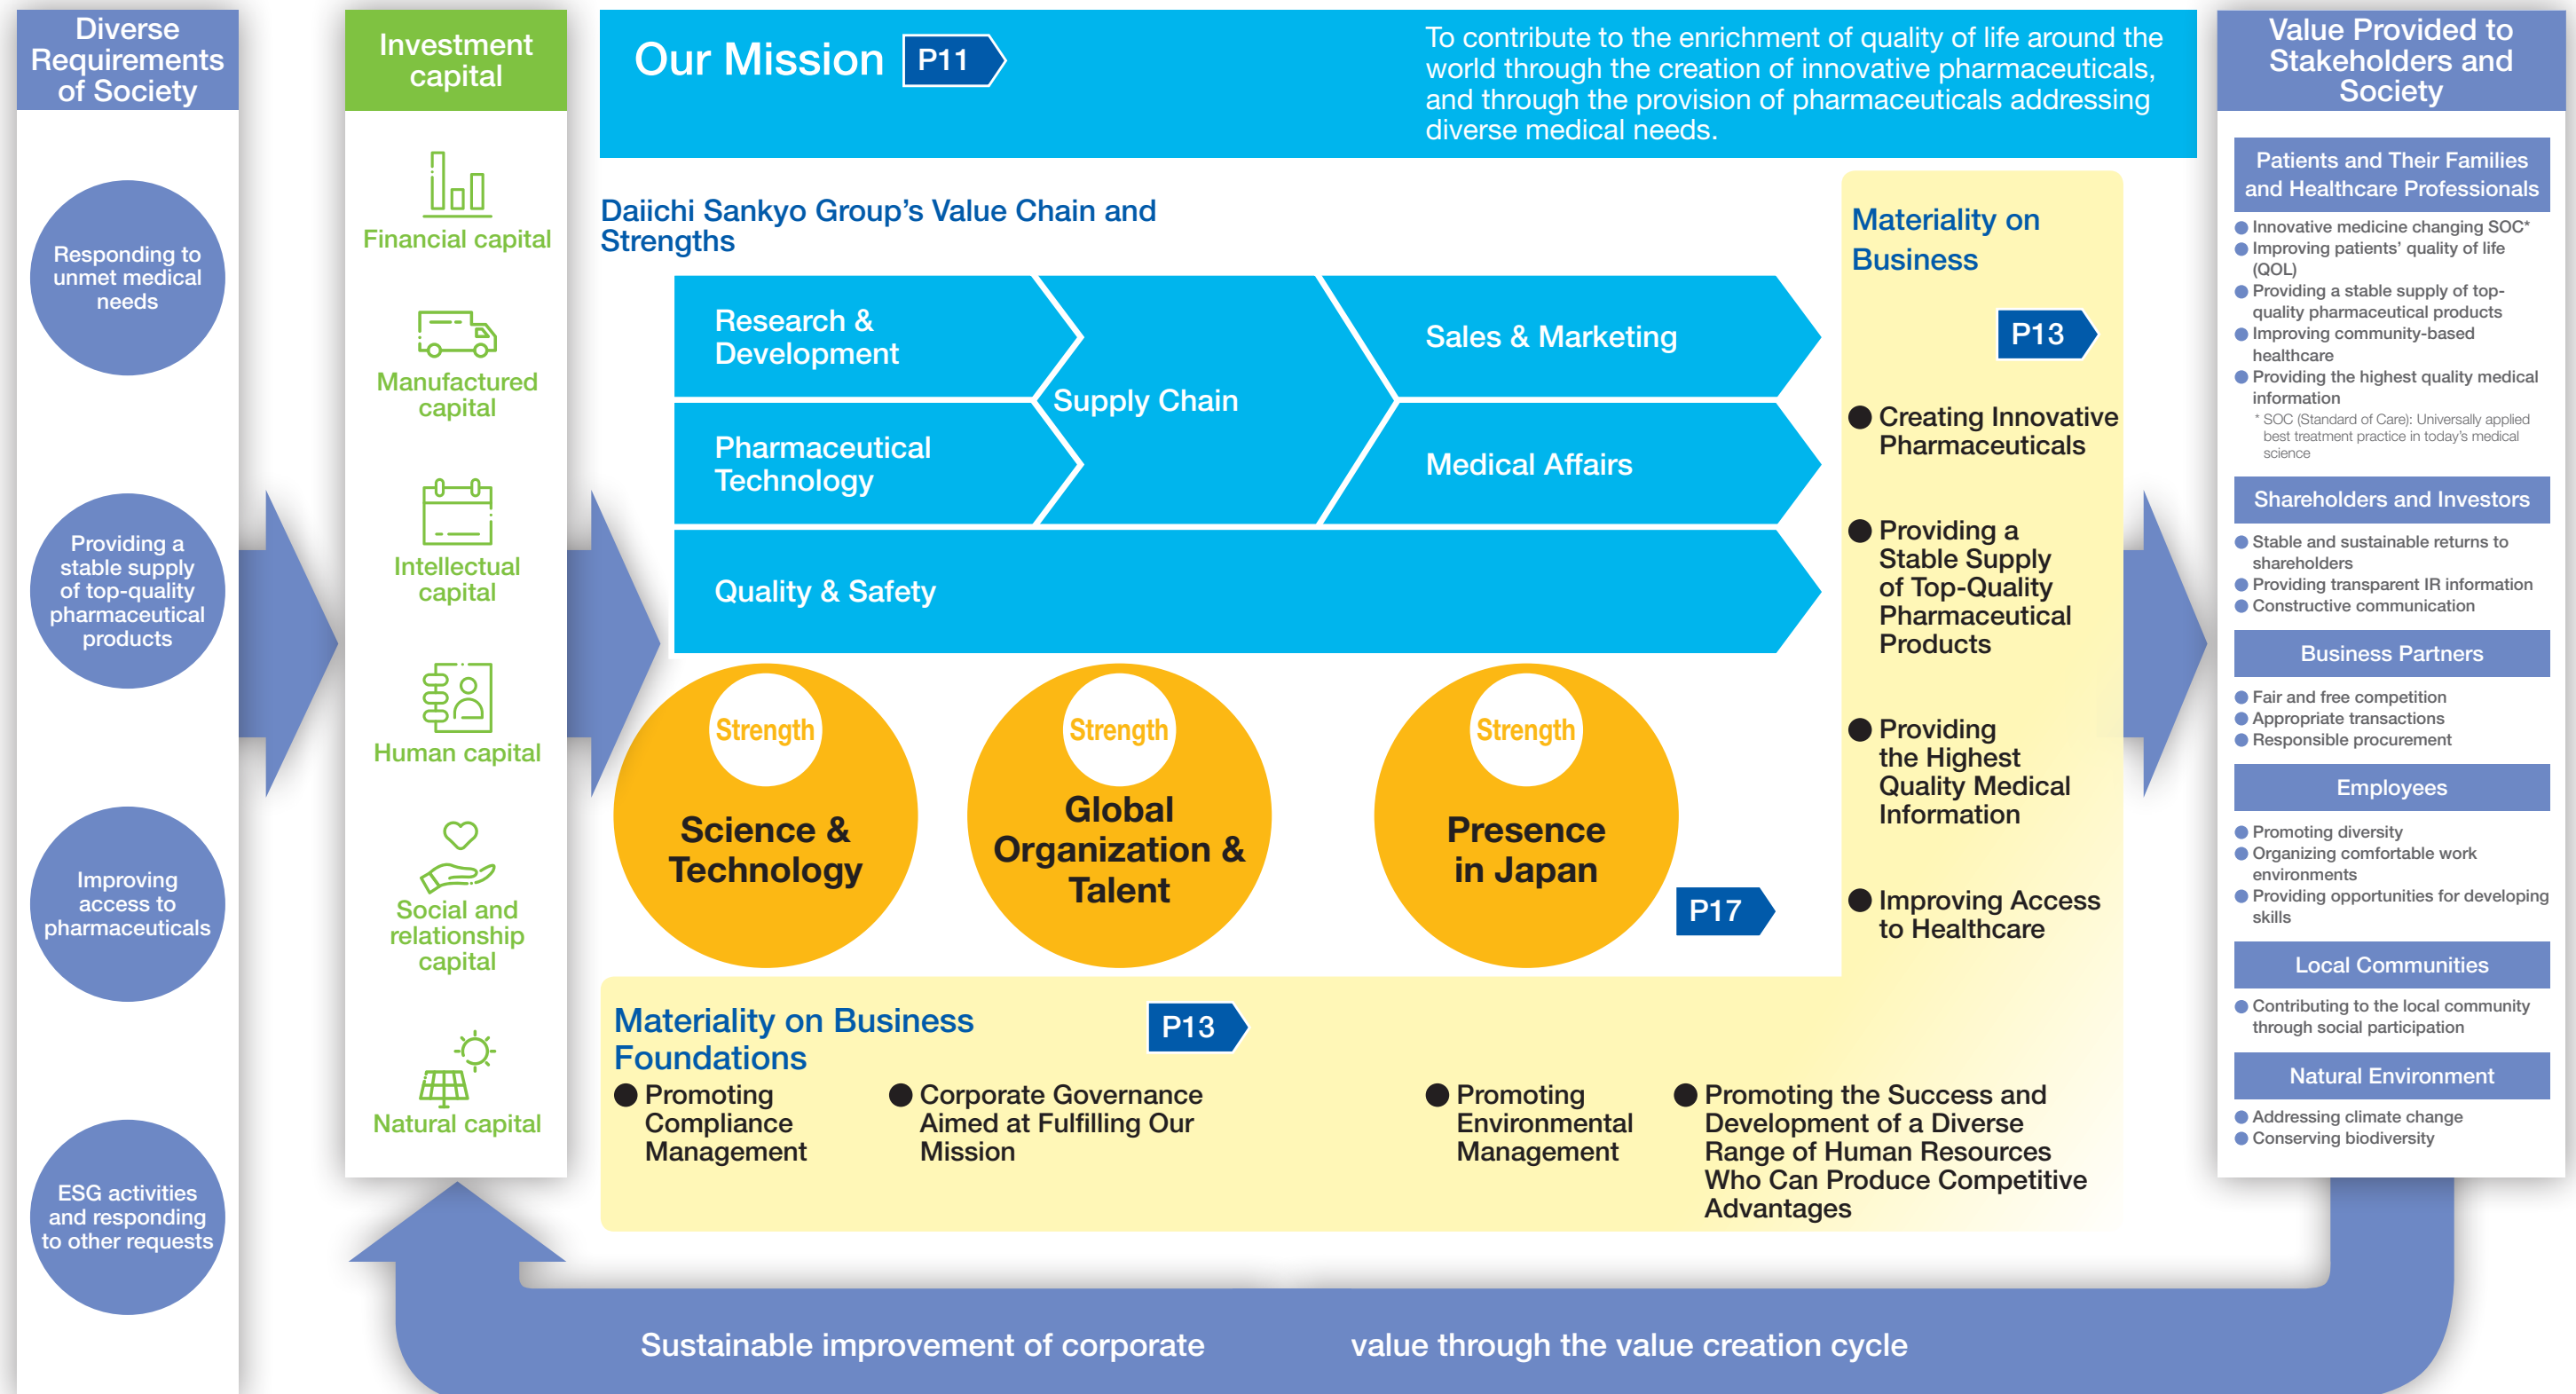 Diverse
Requirements
of Society
Responding to
unmet medical
needs
Providing a
stable supply
of top-quality
pharmaceutical
products
Improving
access to
pharmaceuticals
ESG activities
and responding
to other requests
Investment
capital
Financial capital
Manufactured
capital
Intellectual
capital
Human capital
Social and
relationship
capital
Natural capital
Our Mission
P11
To contribute to the enrichment of quality of life around the
world through the creation of innovative pharmaceuticals,
and through the provision of pharmaceuticals addressing
diverse medical needs.
Daiichi Sankyo Group's Value Chain and
Strengths
Research &
Development
Pharmaceutical
Technology
Supply Chain
Sales & Marketing
Medical Affairs
Quality & Safety
Strength
Science &
Technology
Strength
Global
Organization &
Talent
Strength
Presence
in Japan
P17
Materiality on
Business
P13
● Creating Innovative
Pharmaceuticals
● Providing a
Stable Supply
of Top-Quality
Pharmaceutical
Products
● Providing
the Highest
Quality Medical
Information
● Improving Access
to Healthcare
Materiality on Business
Foundations
P13
● Promoting
Compliance
Management
● Corporate Governance
Aimed at Fulfilling Our
Mission
● Promoting
Environmental
Management
● Promoting the Success and
Development of a Diverse
Range of Human Resources
Who Can Produce Competitive
Advantages
Value Provided to
Stakeholders and
Society
Patients and Their Families
and Healthcare Professionals
● Innovative medicine changing SOC*
● Improving patients' quality of life
(QOL)
● Providing a stable supply of top-
quality pharmaceutical products
● Improving community-based
healthcare
● Providing the highest quality medical
information
* SOC (Standard of Care): Universally applied
best treatment practice in today's medical
science
Shareholders and Investors
● Stable and sustainable returns to
shareholders
● Providing transparent IR information
● Constructive communication
Business Partners
● Fair and free competition
● Appropriate transactions
● Responsible procurement
Employees
● Promoting diversity
● Organizing comfortable work
environments
● Providing opportunities for developing
skills
Local Communities
● Contributing to the local community
through social participation
Natural Environment
● Addressing climate change
● Conserving biodiversity
Sustainable improvement of corporate value through the value creation cycle